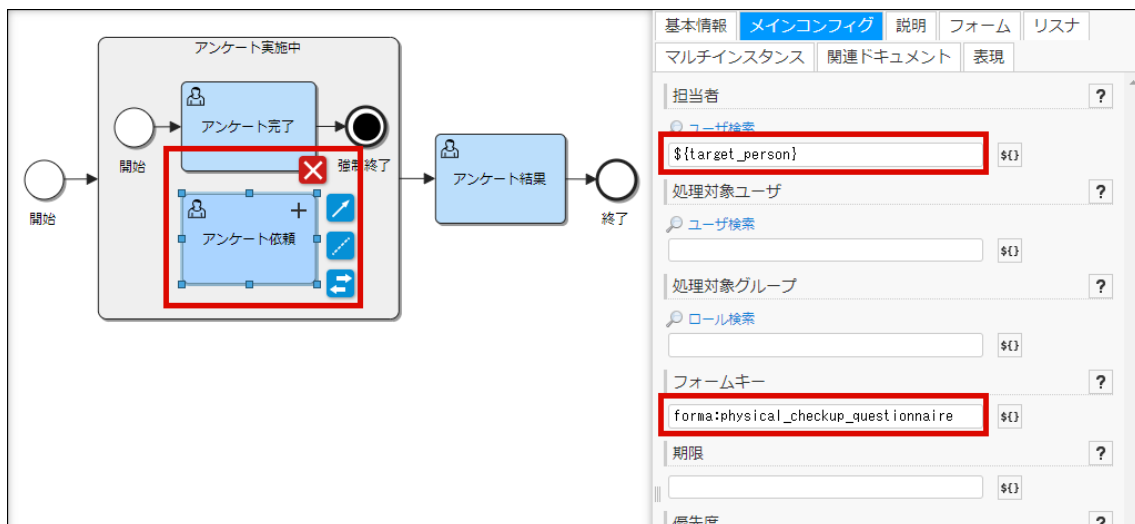 アンケート実施中
アンケート完了
開始
強制終了
アンケート依頼
開始
アンケート結果
終了
基本情報
メインコンフィグ
説明
フォーム
リスナ
マルチインスタンス
関連ドキュメント
表現
担当者
?
ユーザ検索
${target_person}
${}
処理対象ユーザ
?
ユーザ検索
${}
処理対象グループ
?
ロール検索
${}
フォームキー
?
forma:physical_checkup_questionnaire
${}
期限
?
${}
優先度
?